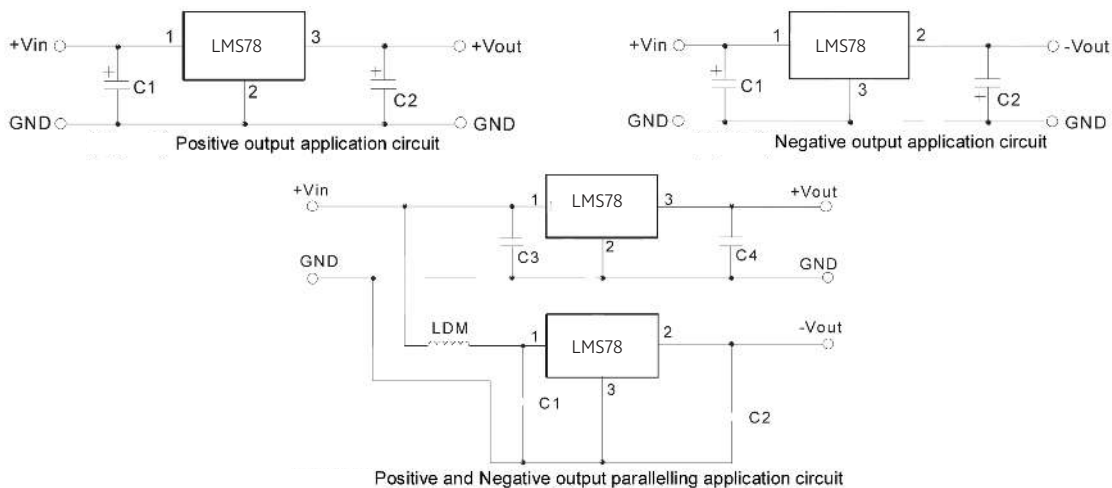 +Vin 1 LMS78 3 +Vout
C1 2 C2
GND GND
Positive output application circuit
+Vin 1 LMS78 2 -Vout
C1 3 C2
GND GND
Negative output application circuit
+Vin 1 LMS78 3 +Vout
C3 2 C4
GND GND
LDM 1 LMS78 2 -Vout
C1 3 C2
Positive and Negative output parallelling application circuit